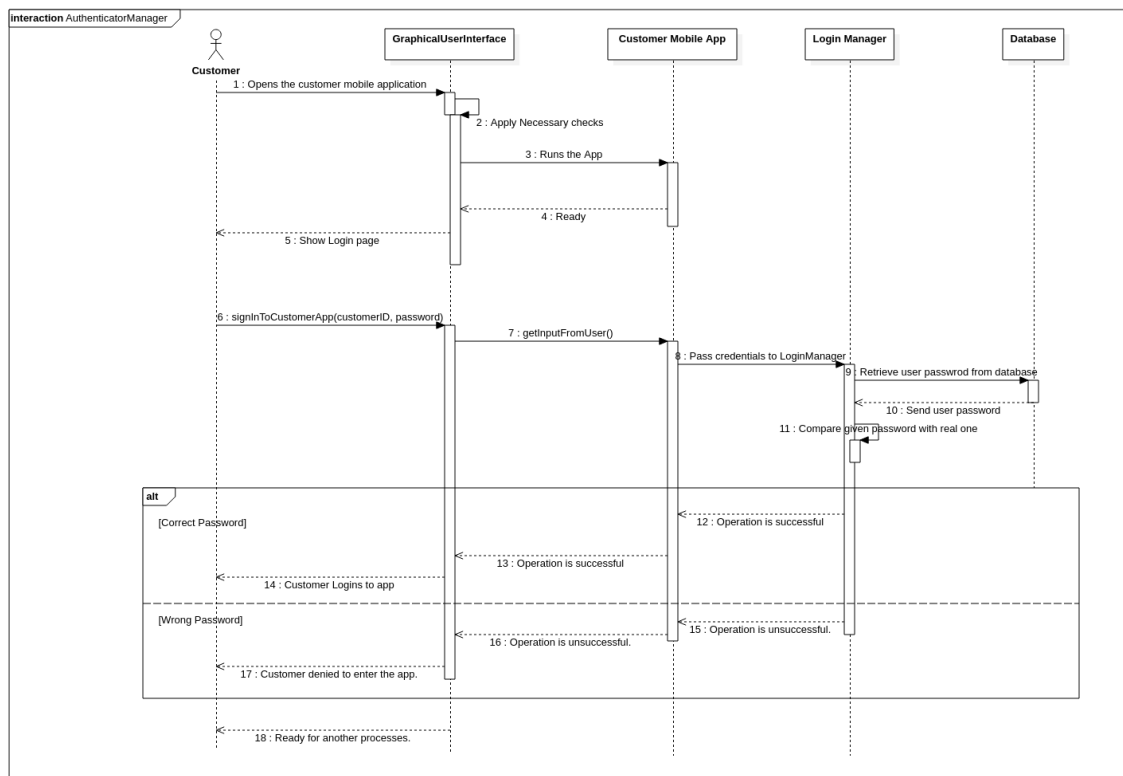 interaction AuthenticatorManager
Customer
GraphicalUserInterface
Customer Mobile App
Login Manager
Database
1 : Opens the customer mobile application
2 : Apply Necessary checks
3 : Runs the App
4 : Ready
5 : Show Login page
6 : signInToCustomerApp(customerID, password)
7 : getInputFromUser()
8 : Pass credentials to LoginManager
9 : Retrieve user passwrod from database
10 : Send user password
11 : Compare given password with real one
alt
[Correct Password]
12 : Operation is successful
13 : Operation is successful
14 : Customer Logins to app
[Wrong Password]
15 : Operation is unsuccessful.
16 : Operation is unsuccessful.
17 : Customer denied to enter the app.
18 : Ready for another processes.